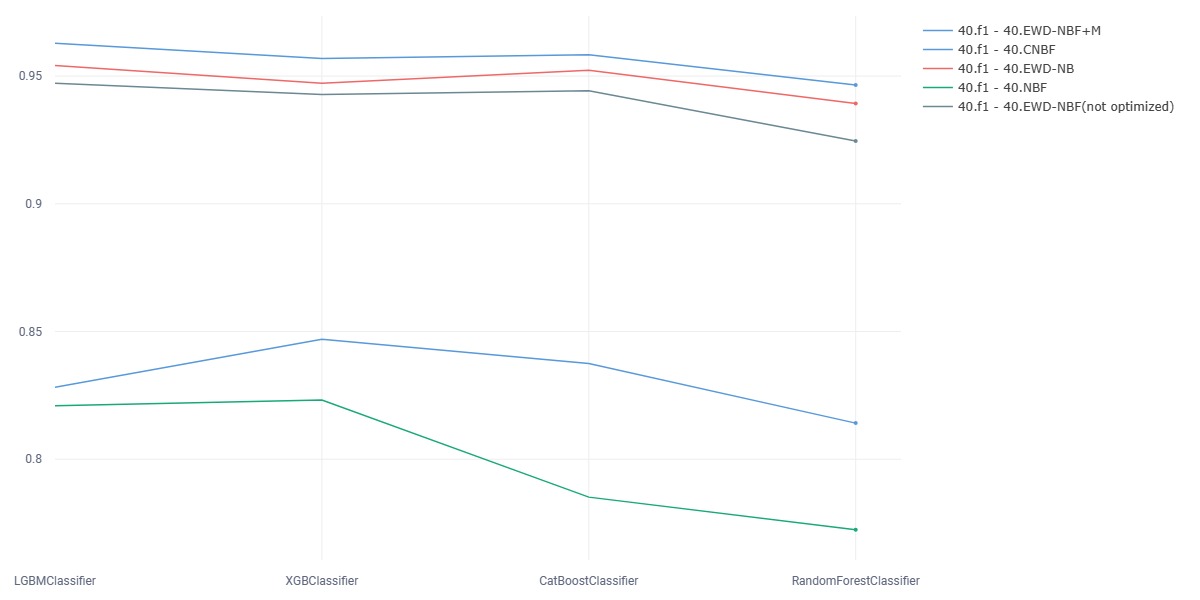 40.f1 - 40.EWD-NBF+M
40.f1 - 40.CNBF
40.f1 - 40.EWD-NB
40.f1 - 40.NBF
40.f1 - 40.EWD-NBF(not optimized)
0.95
0.9
0.85
0.8
LGBMClassifier XGBClassifier CatBoostClassifier RandomForestClassifier